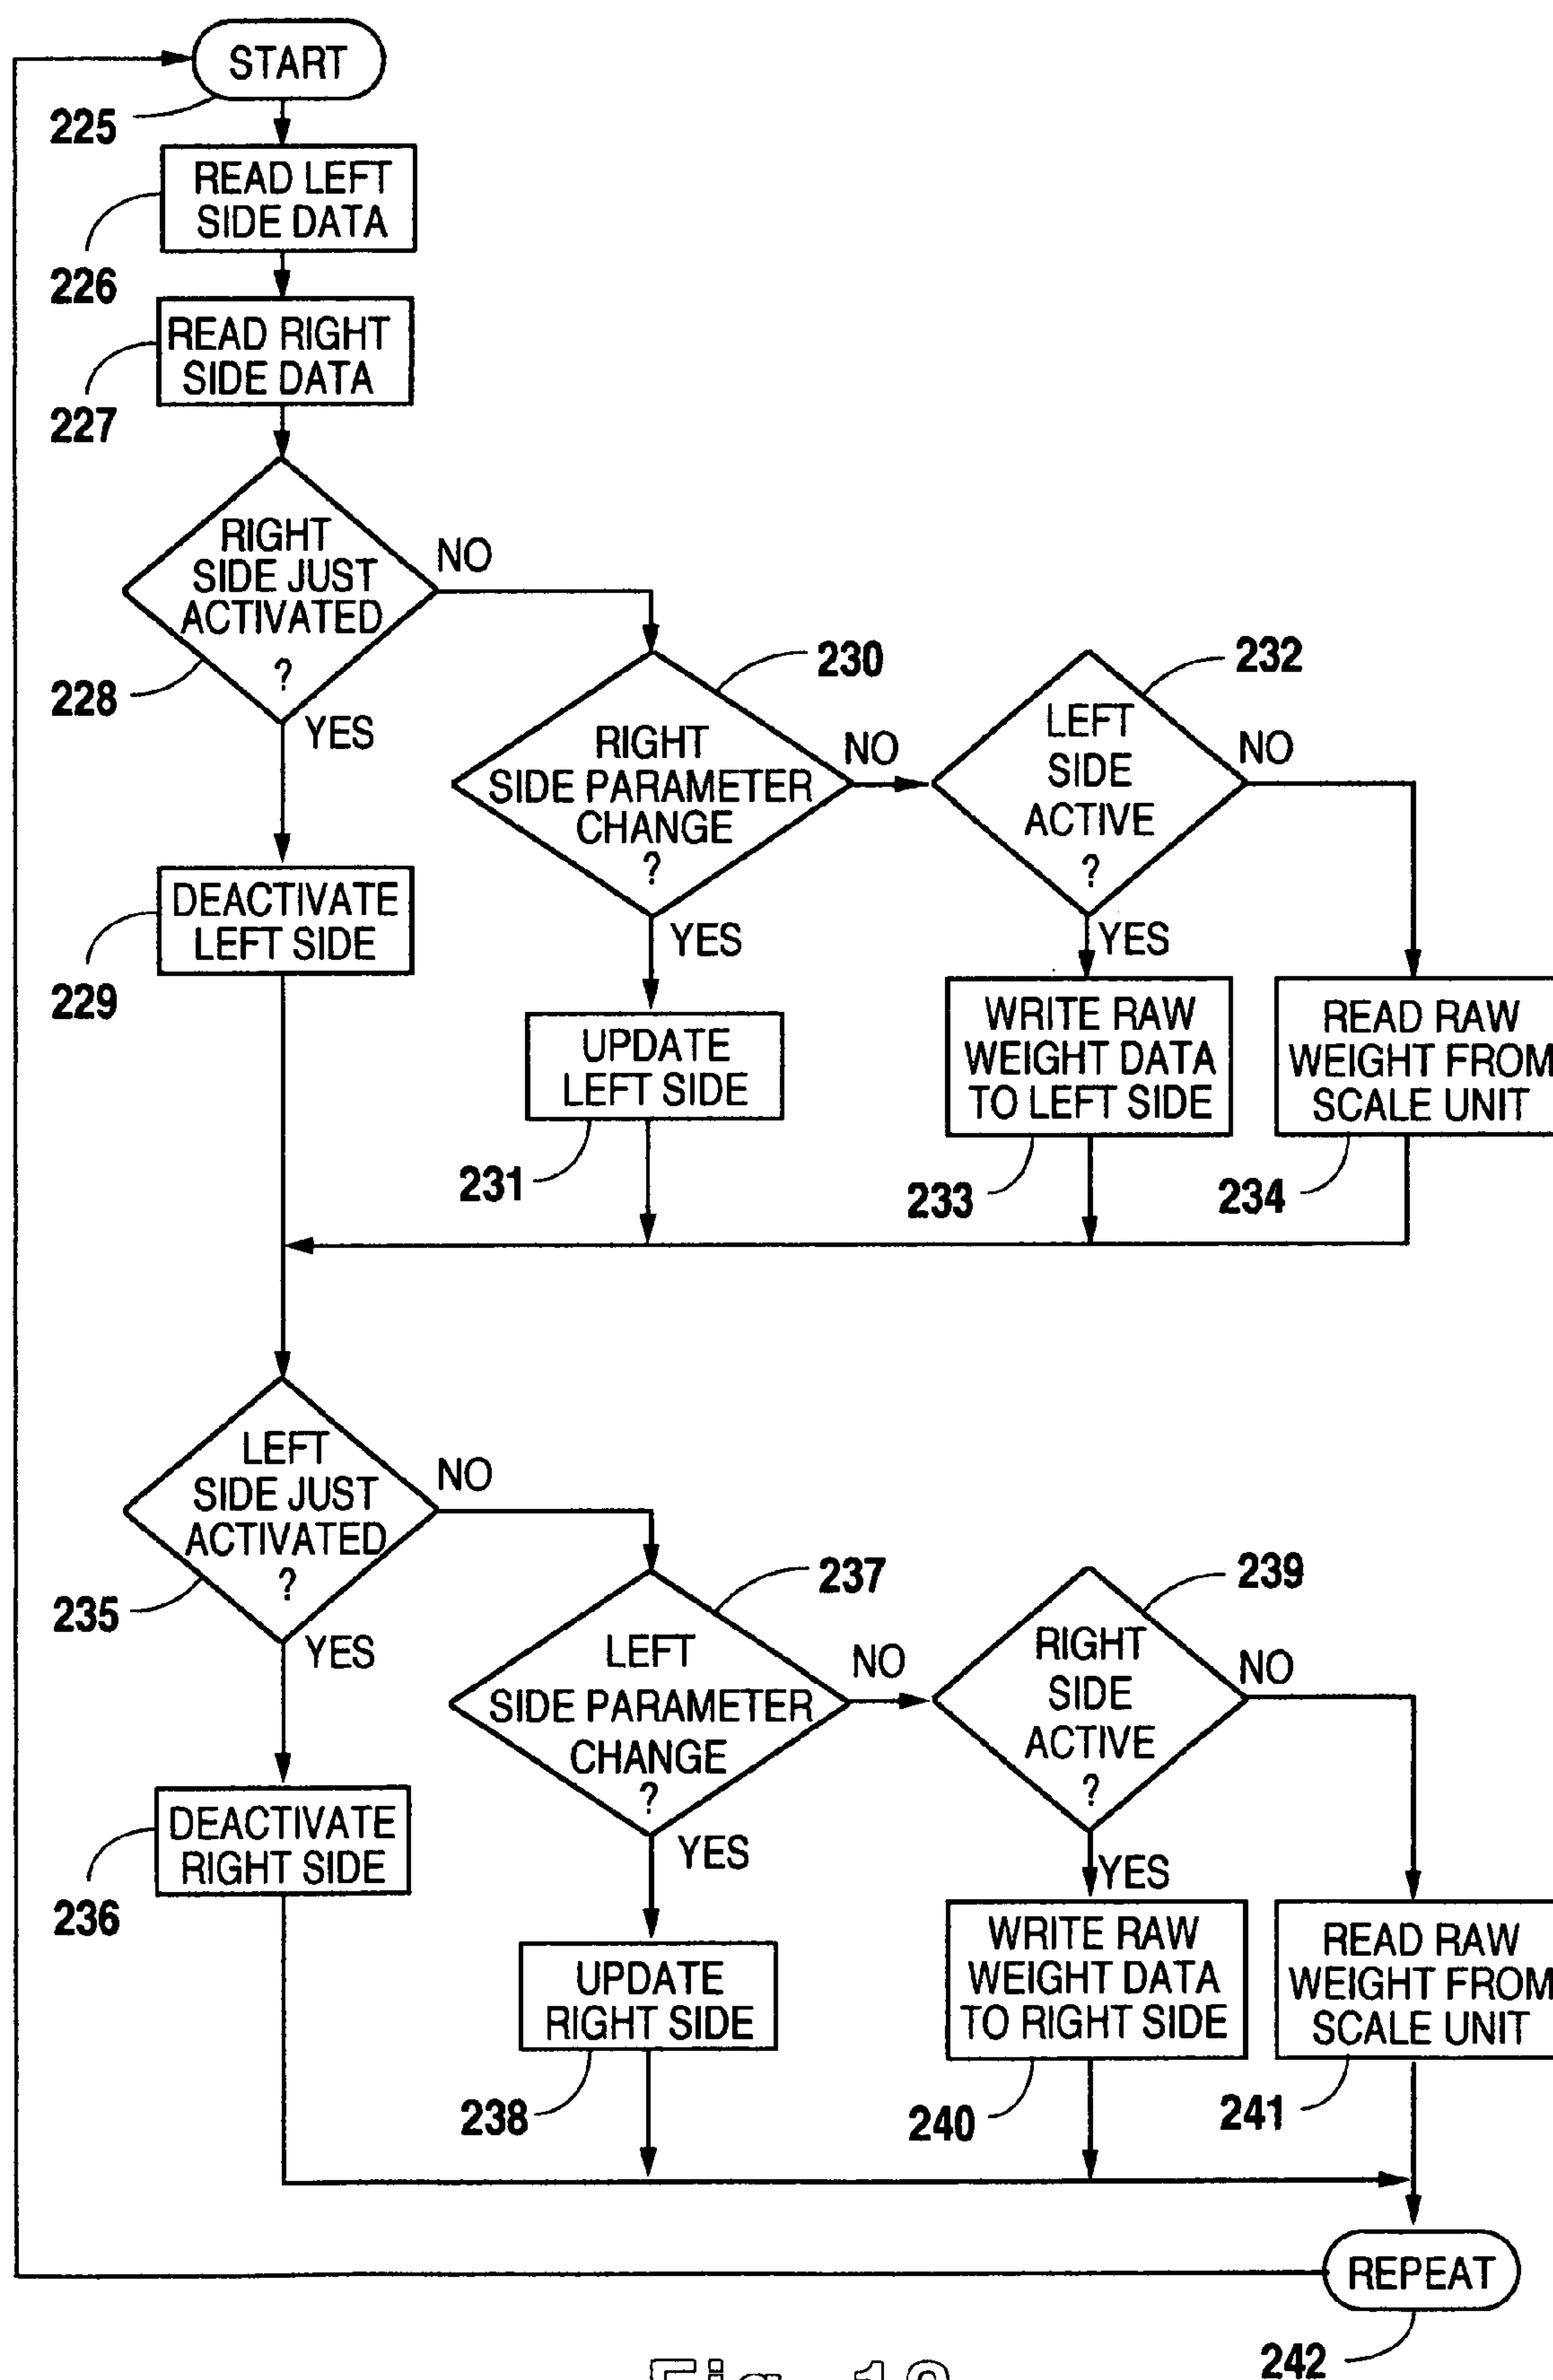 START
225
READ LEFT
SIDE DATA
226
READ RIGHT
SIDE DATA
227
RIGHT
SIDE JUST
ACTIVATED
?
NO
228
YES
230
RIGHT
SIDE PARAMETER
CHANGE
?
NO
YES
232
LEFT
SIDE
ACTIVE
?
NO
YES
DEACTIVATE
LEFT SIDE
229
UPDATE
LEFT SIDE
231
WRITE RAW
WEIGHT DATA
TO LEFT SIDE
233
READ RAW
WEIGHT FROM
SCALE UNIT
234
LEFT
SIDE JUST
ACTIVATED
?
NO
235
YES
237
LEFT
SIDE PARAMETER
CHANGE
?
NO
YES
239
RIGHT
SIDE
ACTIVE
?
NO
YES
DEACTIVATE
RIGHT SIDE
236
UPDATE
RIGHT SIDE
238
WRITE RAW
WEIGHT DATA
TO RIGHT SIDE
240
READ RAW
WEIGHT FROM
SCALE UNIT
241
REPEAT
242